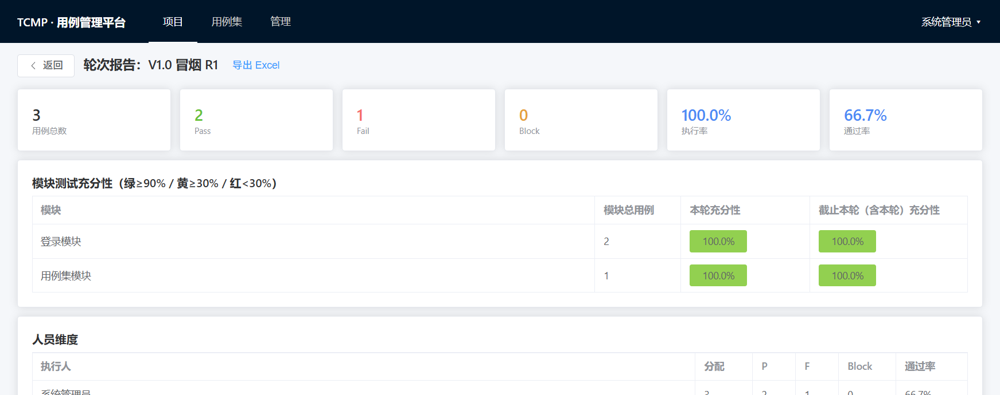 TCMP · 用例管理平台 项目 用例集 管理 系统管理员
返回 轮次报告：V1.0 冒烟 R1 导出 Excel
3 2 1 0 100.0% 66.7%
用例总数 Pass Fail Block 执行率 通过率
模块测试充分性（绿≥90% / 黄≥30% / 红<30%）
模块 模块总用例 本轮充分性 截止本轮（含本轮）充分性
登录模块 2 100.0% 100.0%
用例集模块 1 100.0% 100.0%
人员维度
执行人 分配 P F Block 通过率
系统管理员 3 2 1 0 66.7%